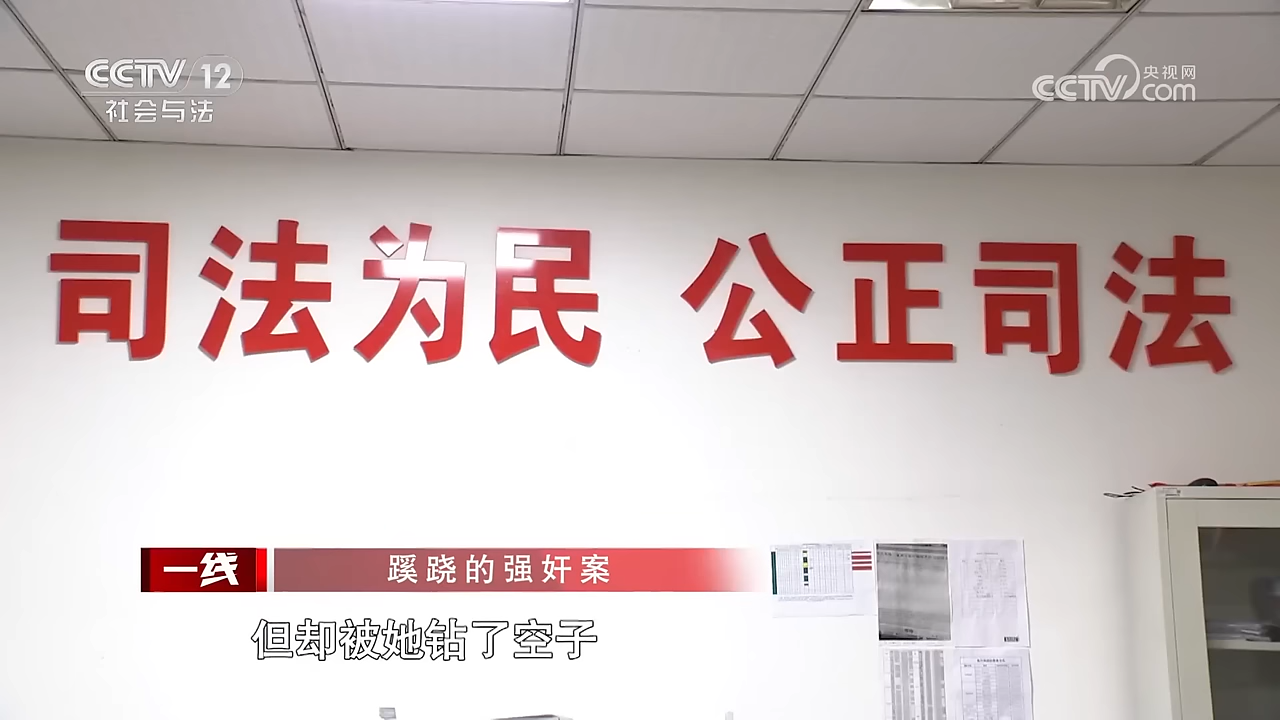 CCTV 12
社会与法
央视网
CCTV.com
司法为民 公正司法
一线
蹊跷的强奸案
但却被她钻了空子